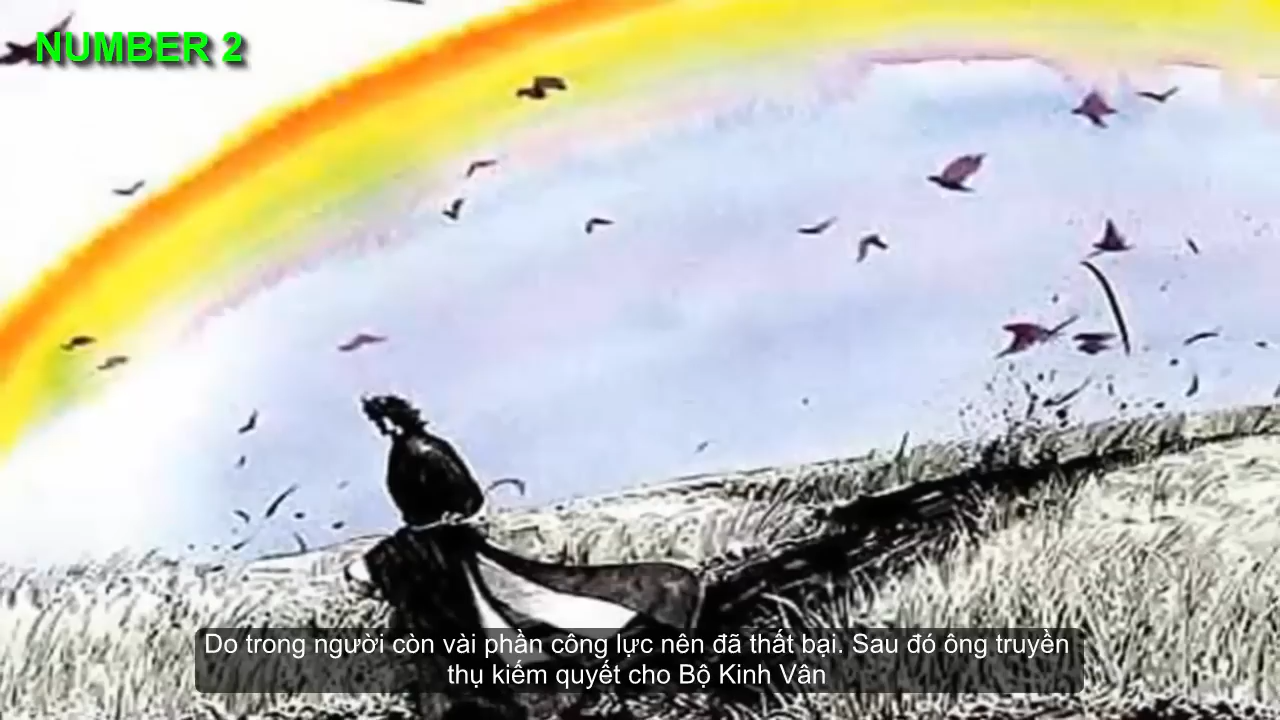 NUMBER 2
Do trong người còn vài phần công lực nên đã thất bại. Sau đó ông truyền
thụ kiếm quyết cho Bộ Kinh Vân